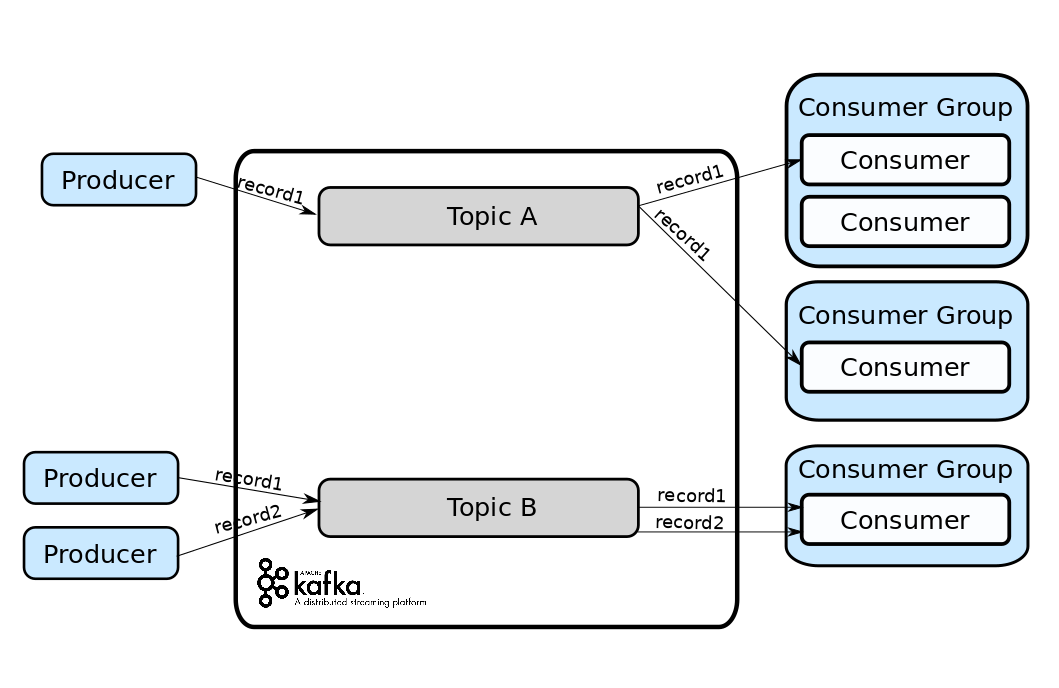 Consumer Group
Consumer
Consumer
Producer
record1
Topic A
record1
record1
Consumer Group
Consumer
Producer
Producer
record1
record2
Topic B
record1
record2
Consumer Group
Consumer
APACHE
kafka
A distributed streaming platform